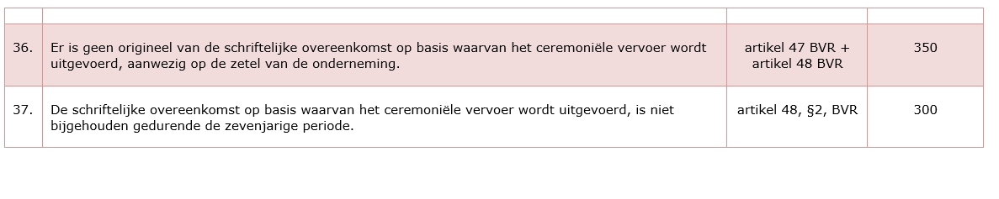 36. Er is geen origineel van de schriftelijke overeenkomst op basis waarvan het ceremoniële vervoer wordt artikel 47 BVR + 350
uitgevoerd, aanwezig op de zetel van de onderneming. artikel 48 BVR
37. De schriftelijke overeenkomst op basis waarvan het ceremoniële vervoer wordt uitgevoerd, is niet artikel 48, §2, BVR 300
bijgehouden gedurende de zevenjarige periode.